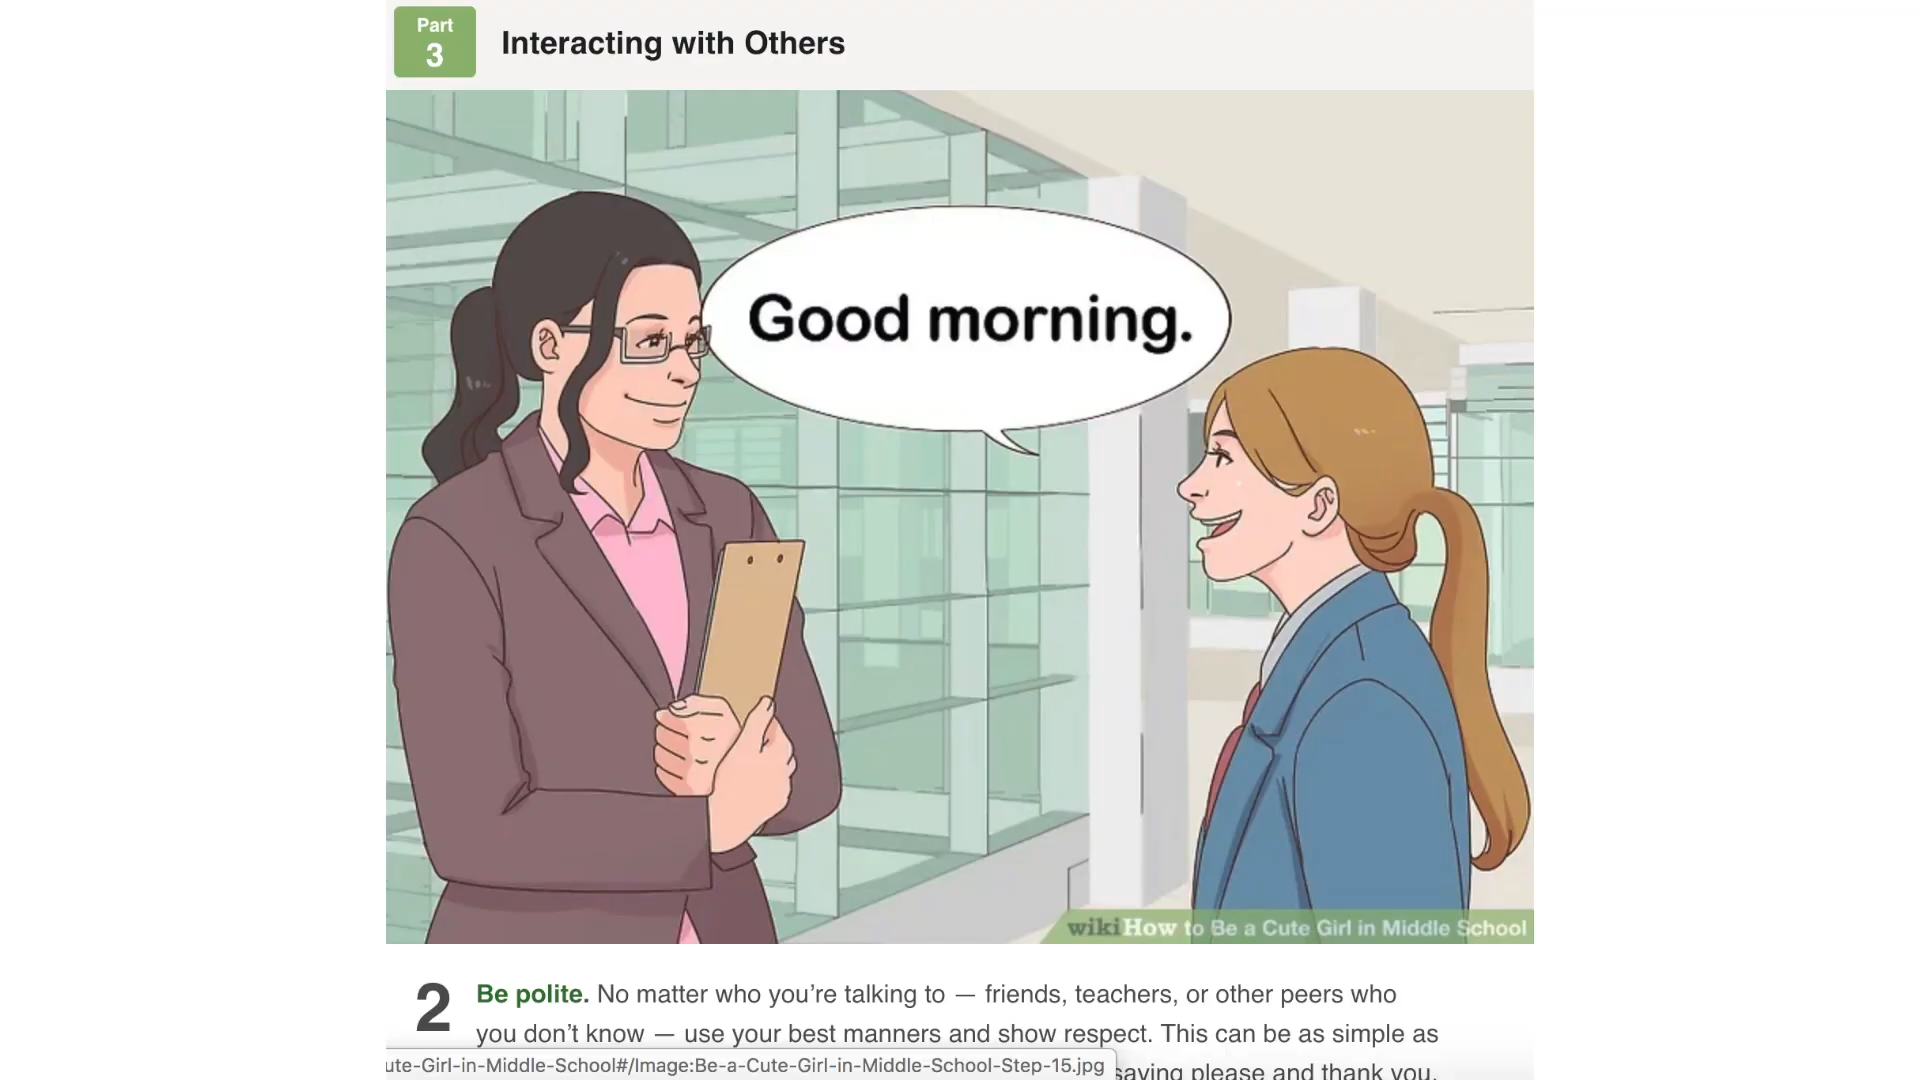 Part
3
Interacting with Others
Good morning.
wikiHow to Be a Cute Girl in Middle School
2
Be polite. No matter who you’re talking to — friends, teachers, or other peers who
you don’t know — use your best manners and show respect. This can be as simple as
saying please and thank you.
ute-Girl-in-Middle-School#/Image:Be-a-Cute-Girl-in-Middle-School-Step-15.jpg